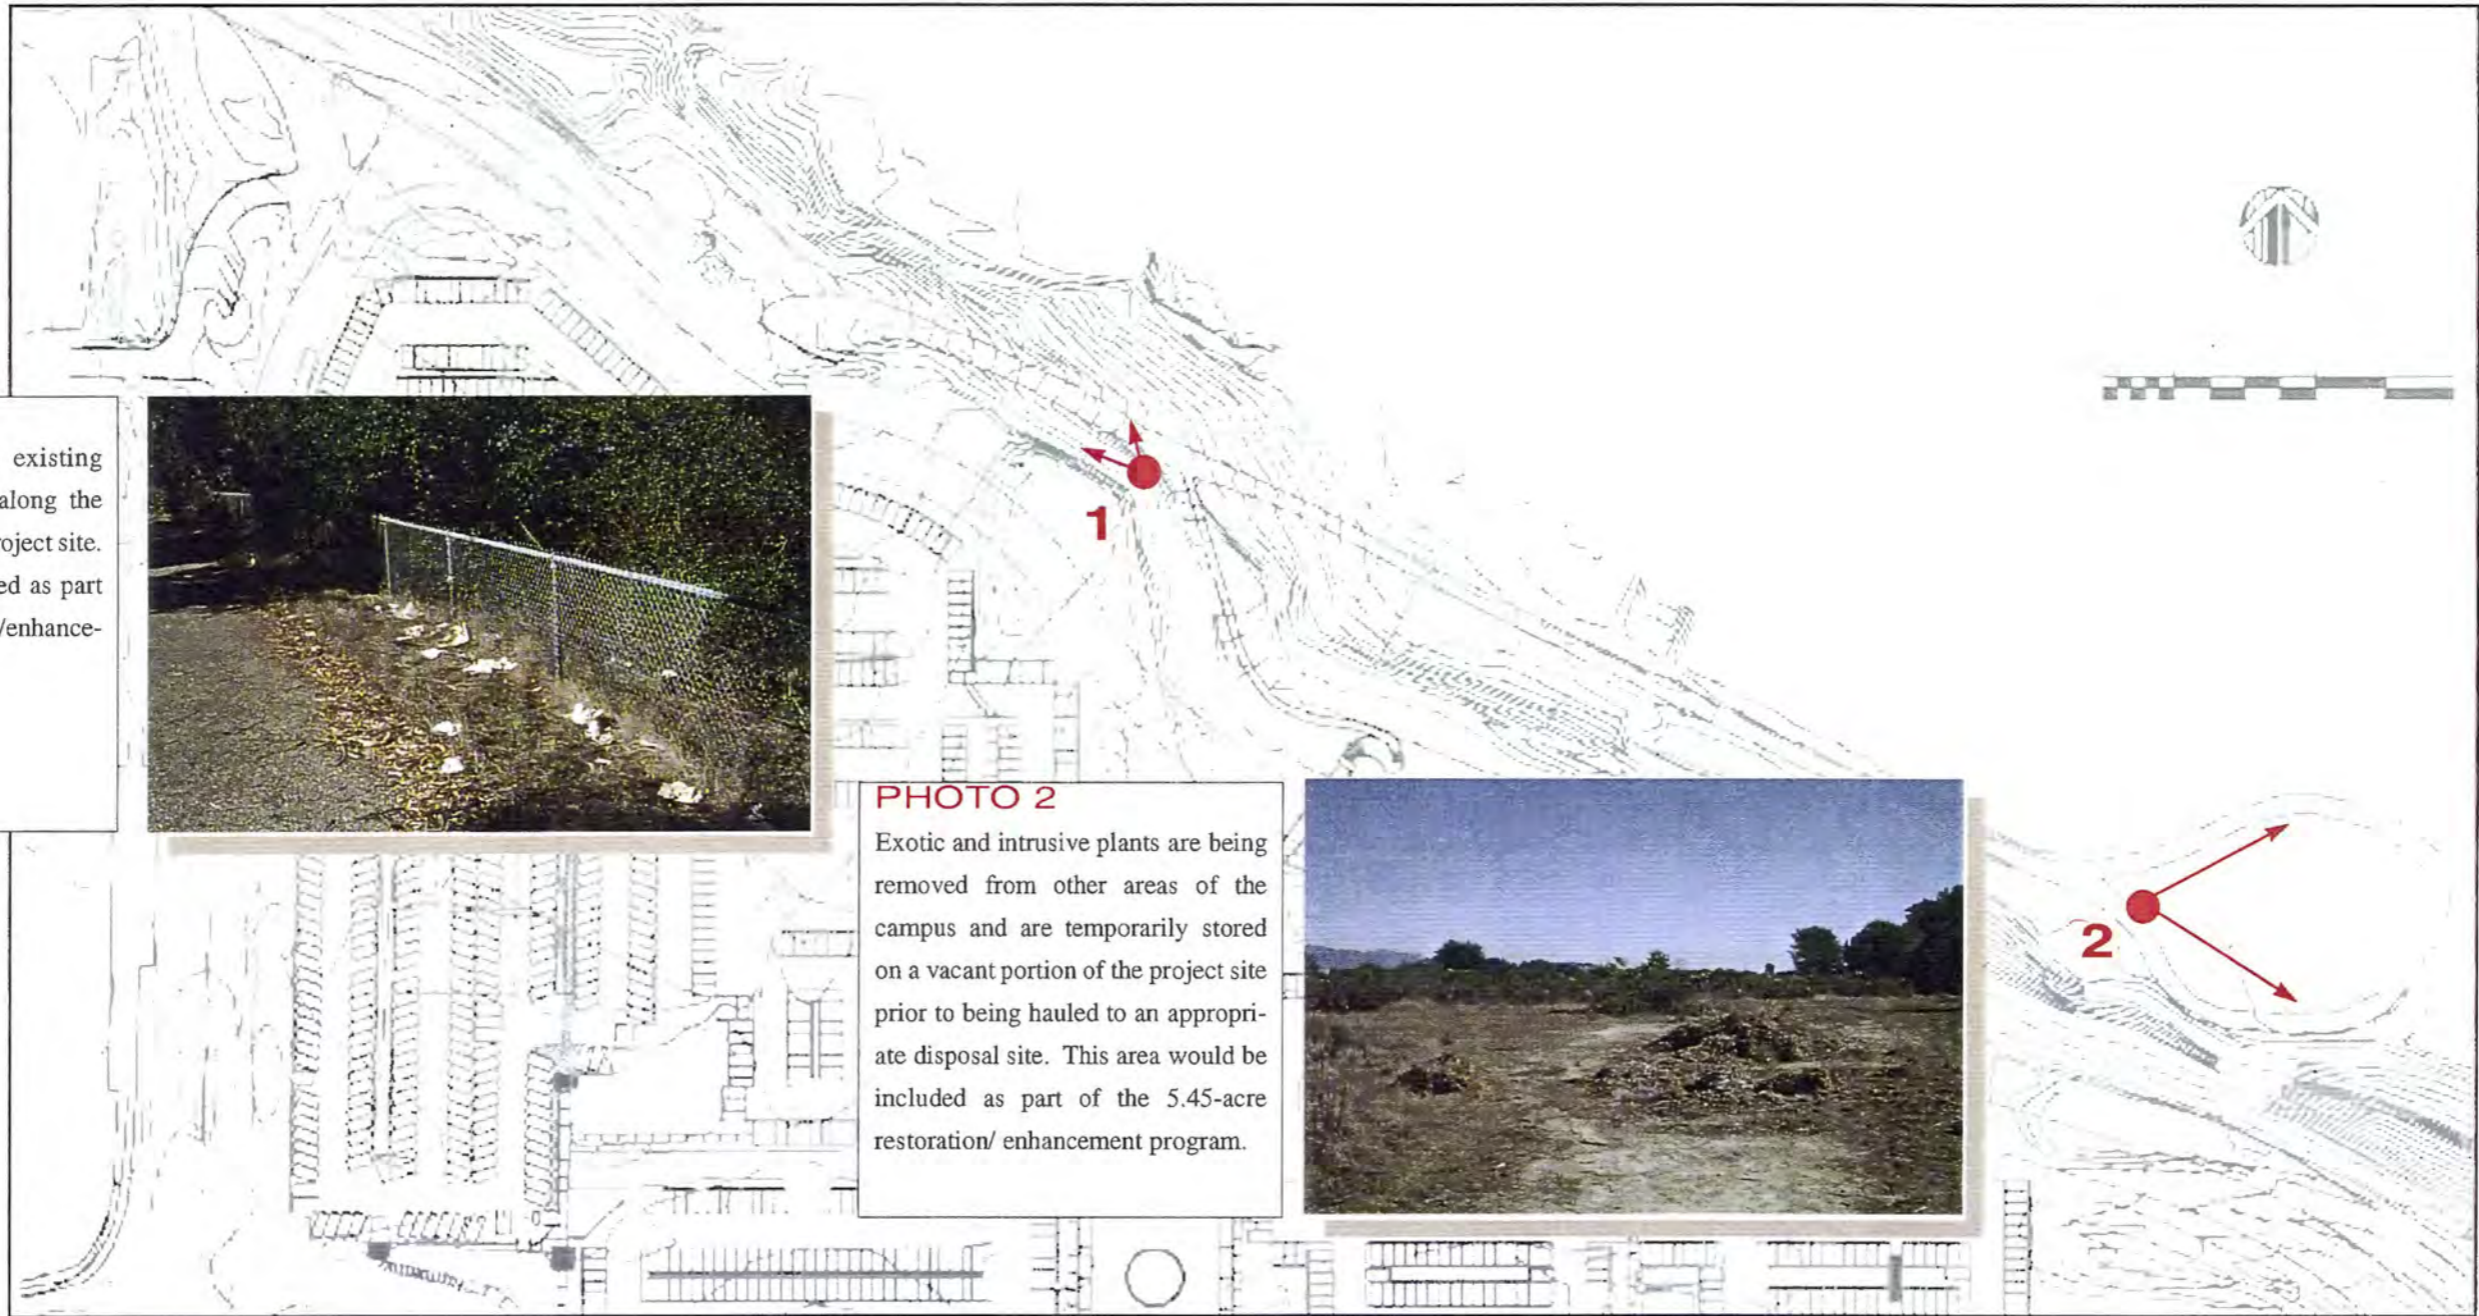 existing
along the
roject site.
ed as part
/enhance-
1
PHOTO 2
Exotic and intrusive plants are being
removed from other areas of the
campus and are temporarily stored
on a vacant portion of the project site
prior to being hauled to an appropri-
ate disposal site. This area would be
included as part of the 5.45-acre
restoration/ enhancement program.
2